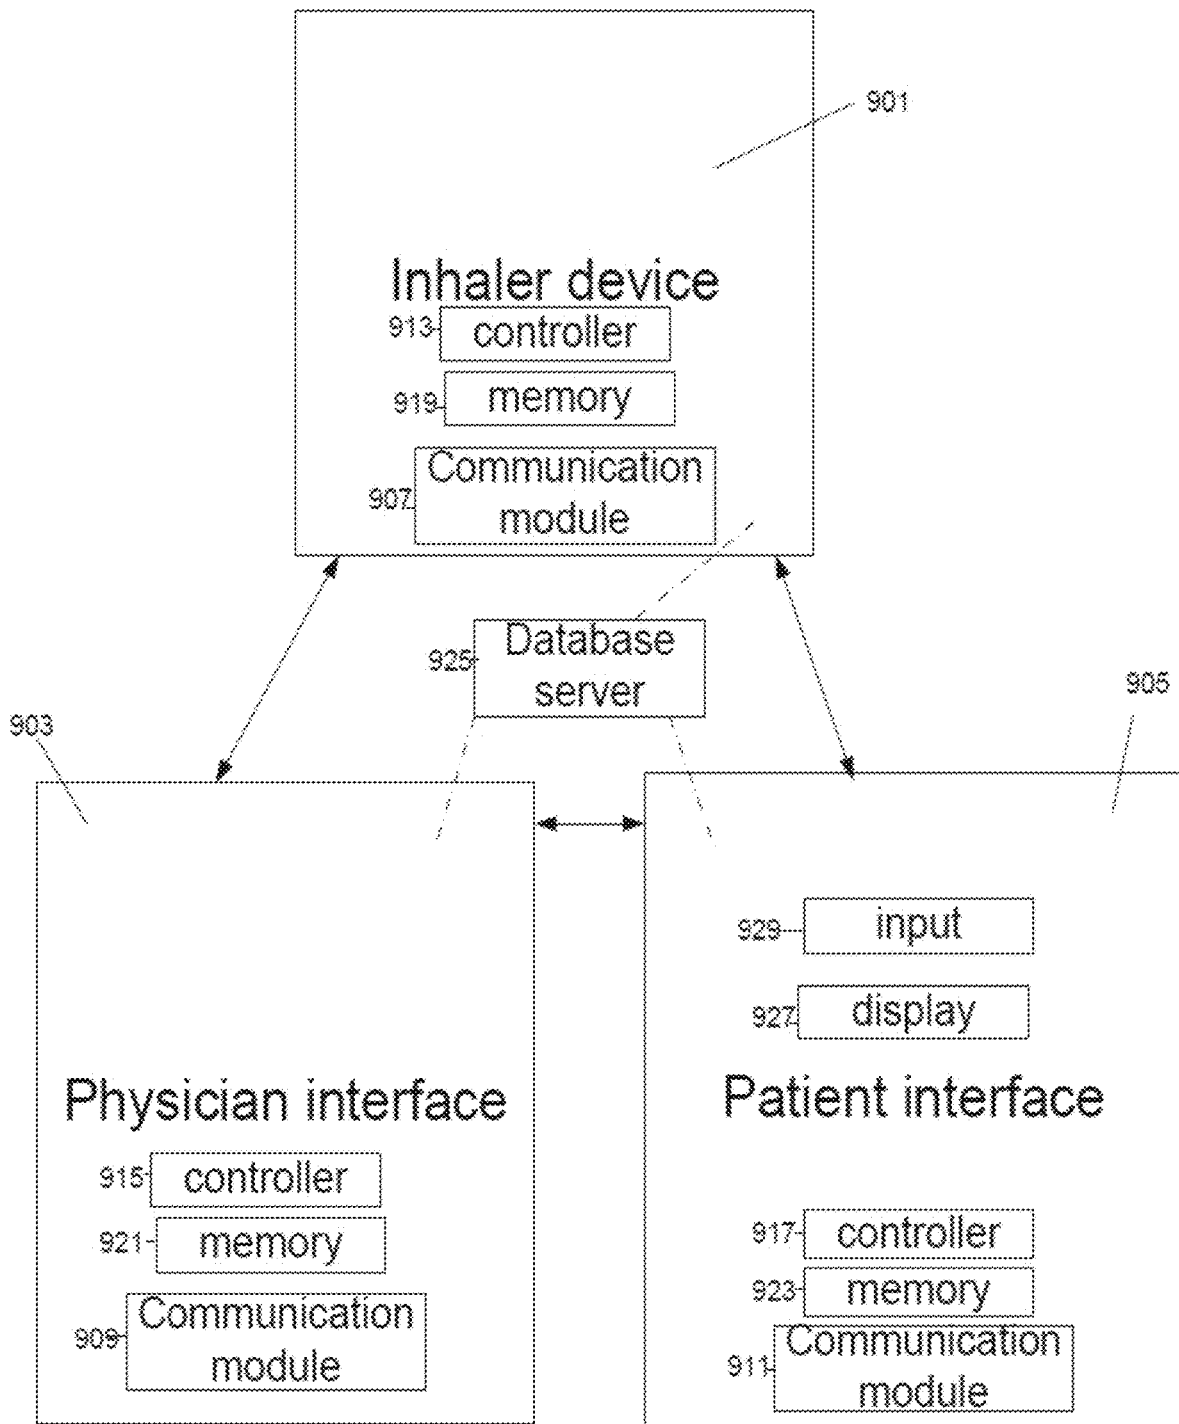 901
Inhaler device
913 controller
919 memory
907 Communication
module
925 Database
server
903
905
929 input
927 display
Physician interface
Patient interface
915 controller
921 memory
909 Communication
module
917 controller
923 memory
911 Communication
module